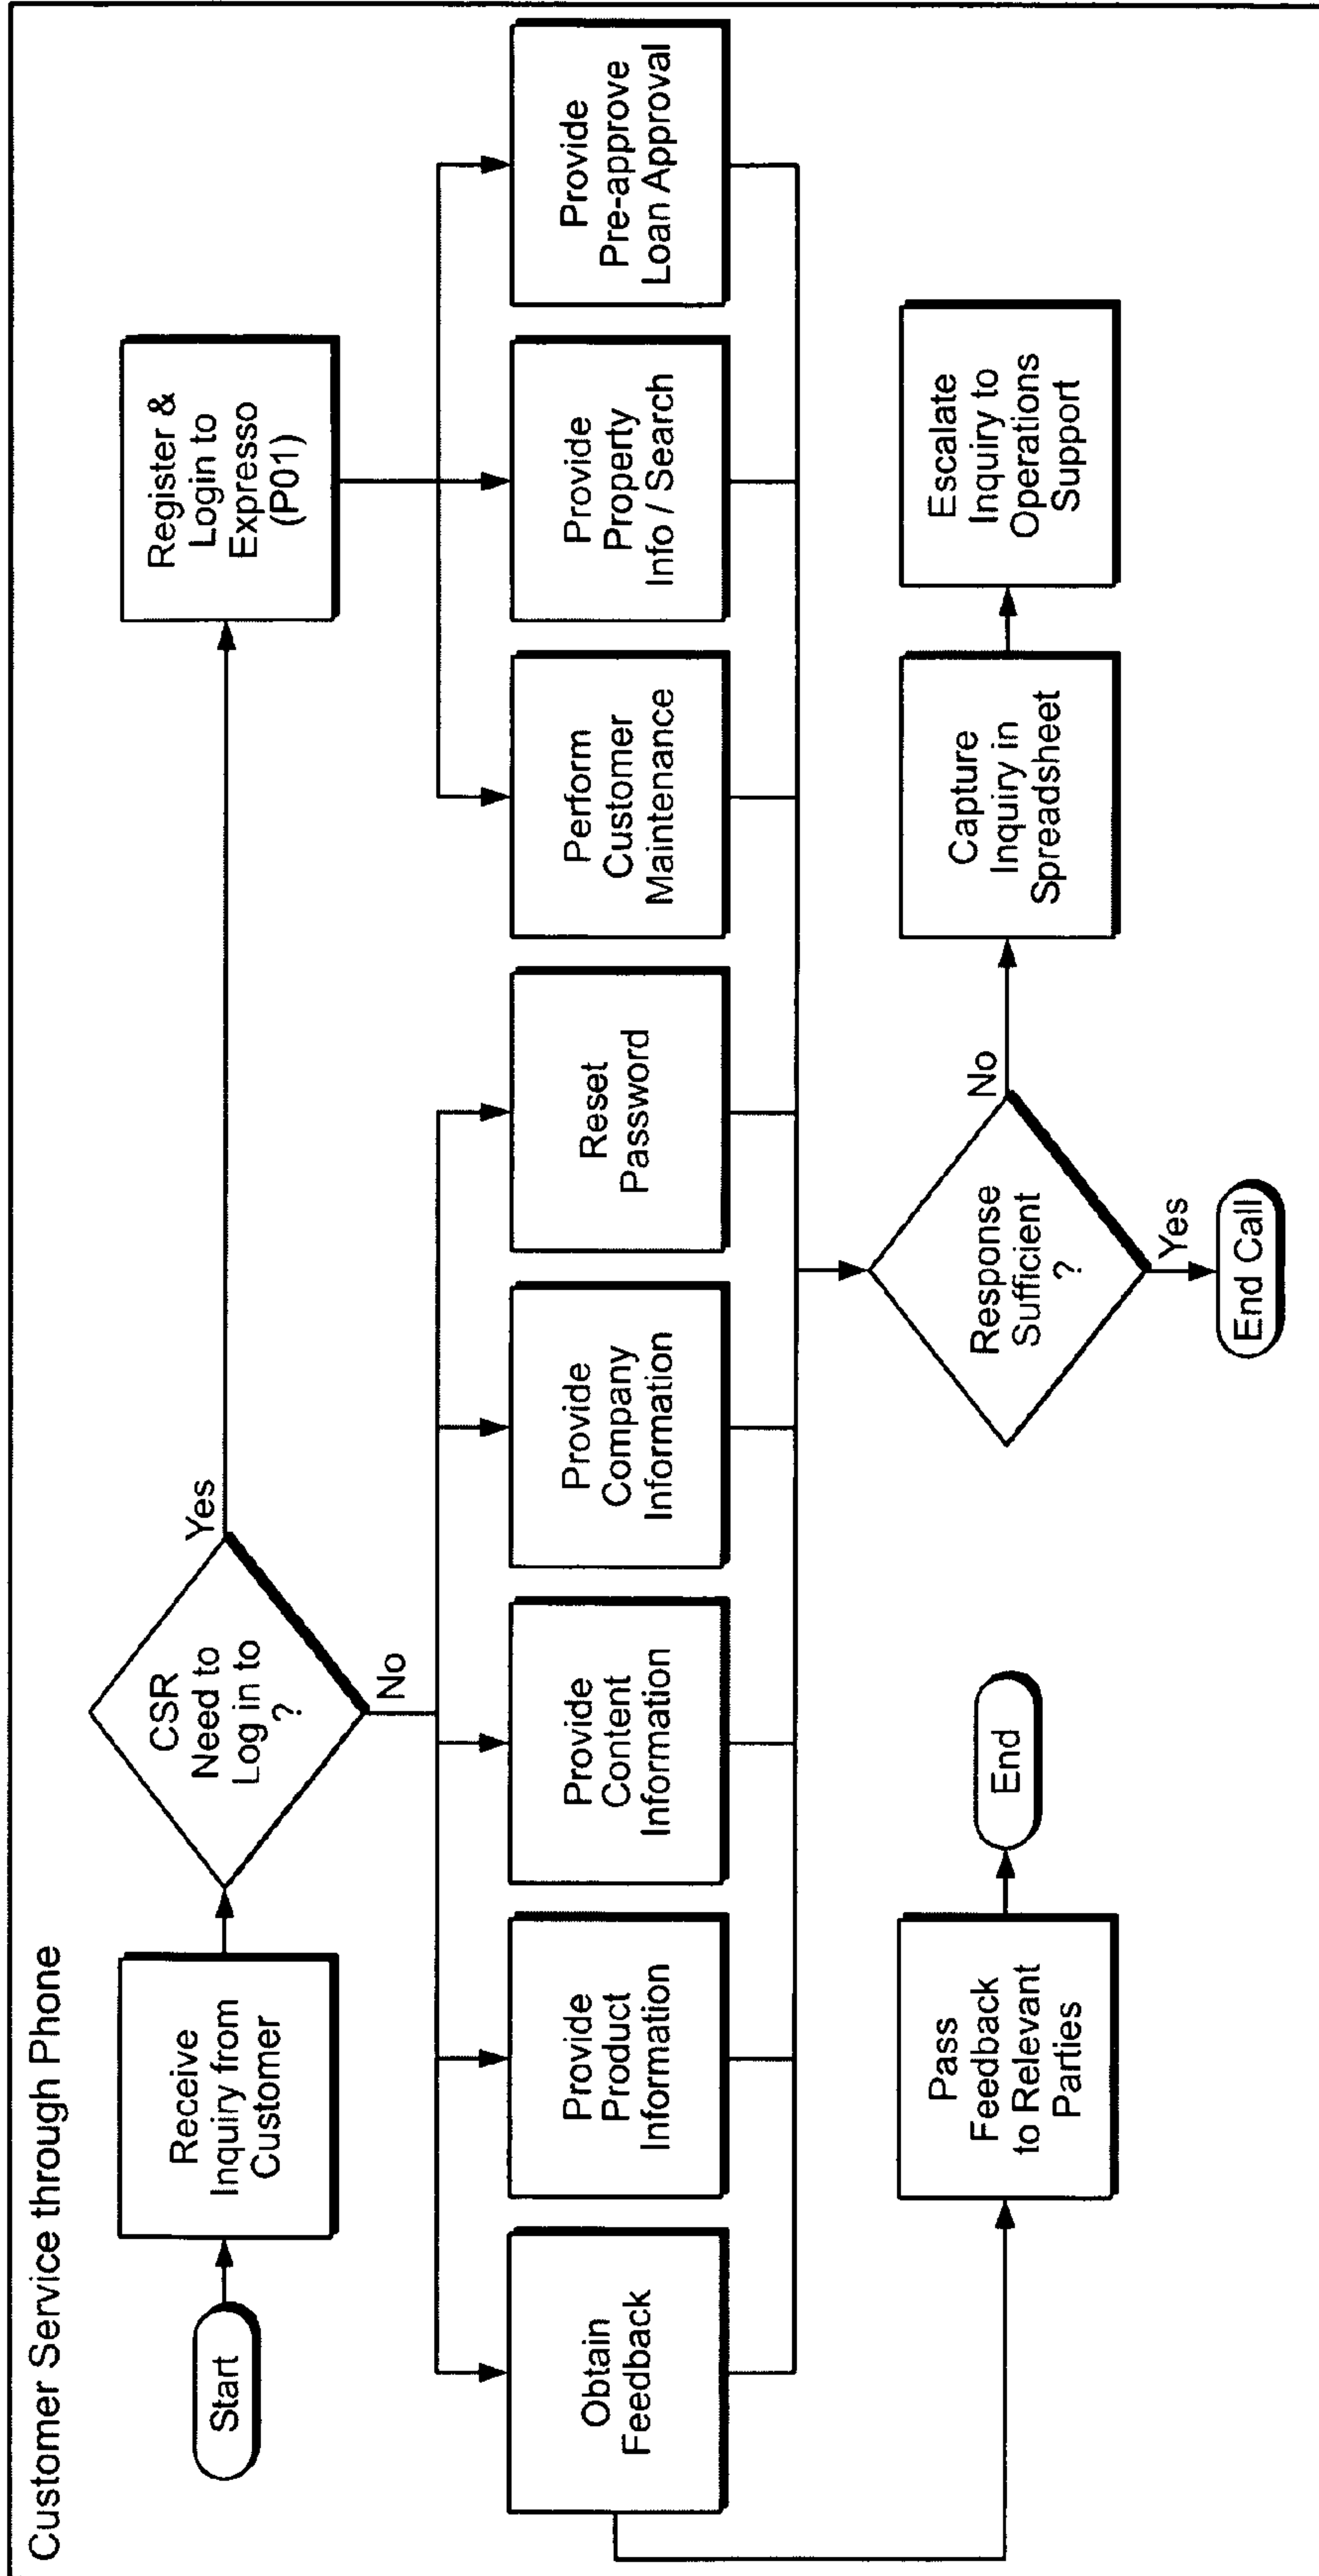 Customer Service through Phone
Start
Receive
Inquiry from
Customer
CSR
Need to
Log in to
?
Yes
No
Register &
Login to
Expresso
(P01)
Obtain
Feedback
Provide
Product
Information
Provide
Content
Information
Provide
Company
Information
Reset
Password
Perform
Customer
Maintenance
Provide
Property
Info / Search
Provide
Pre-approve
Loan Approval
Pass
Feedback
to Relevant
Parties
End
Response
Sufficient
?
No
Yes
Capture
Inquiry in
Spreadsheet
Escalate
Inquiry to
Operations
Support
End Call